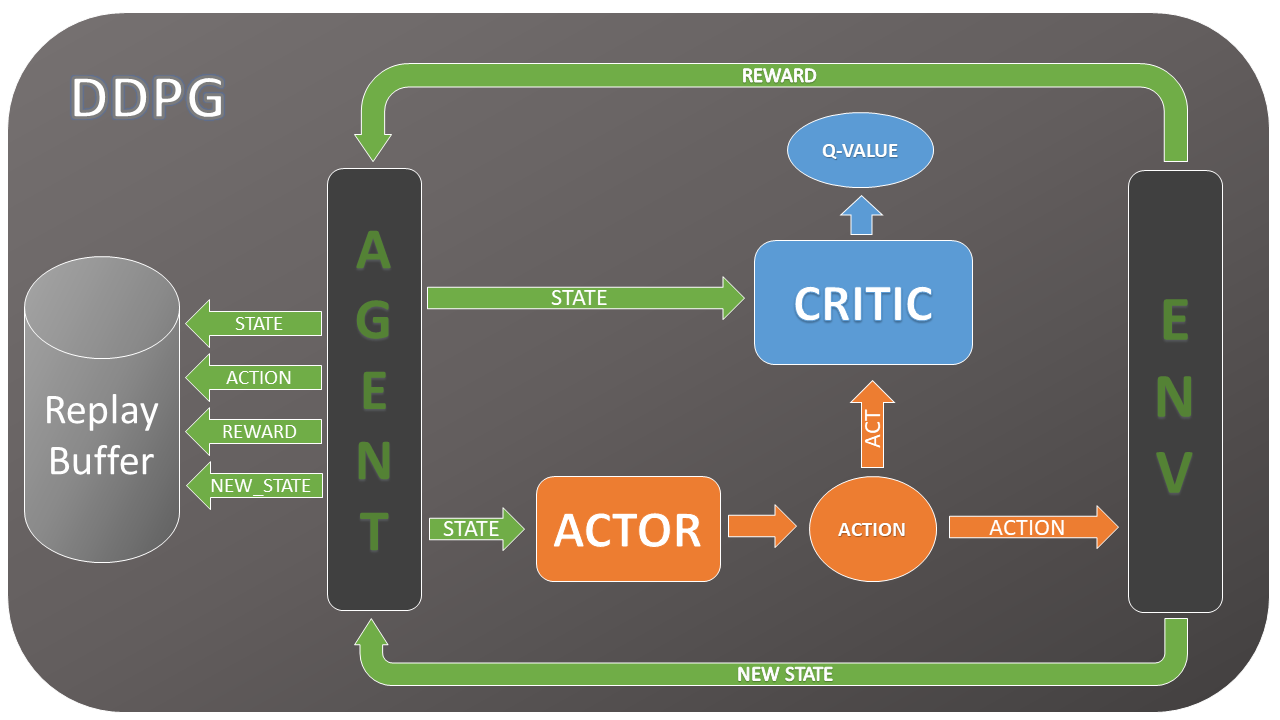 DDPG
REWARD
Q-VALUE
AGENT
STATE
CRITIC
ENV
STATE
ACTION
REWARD
NEW_STATE
Replay
Buffer
ACT
STATE
ACTOR
ACTION
ACTION
NEW STATE